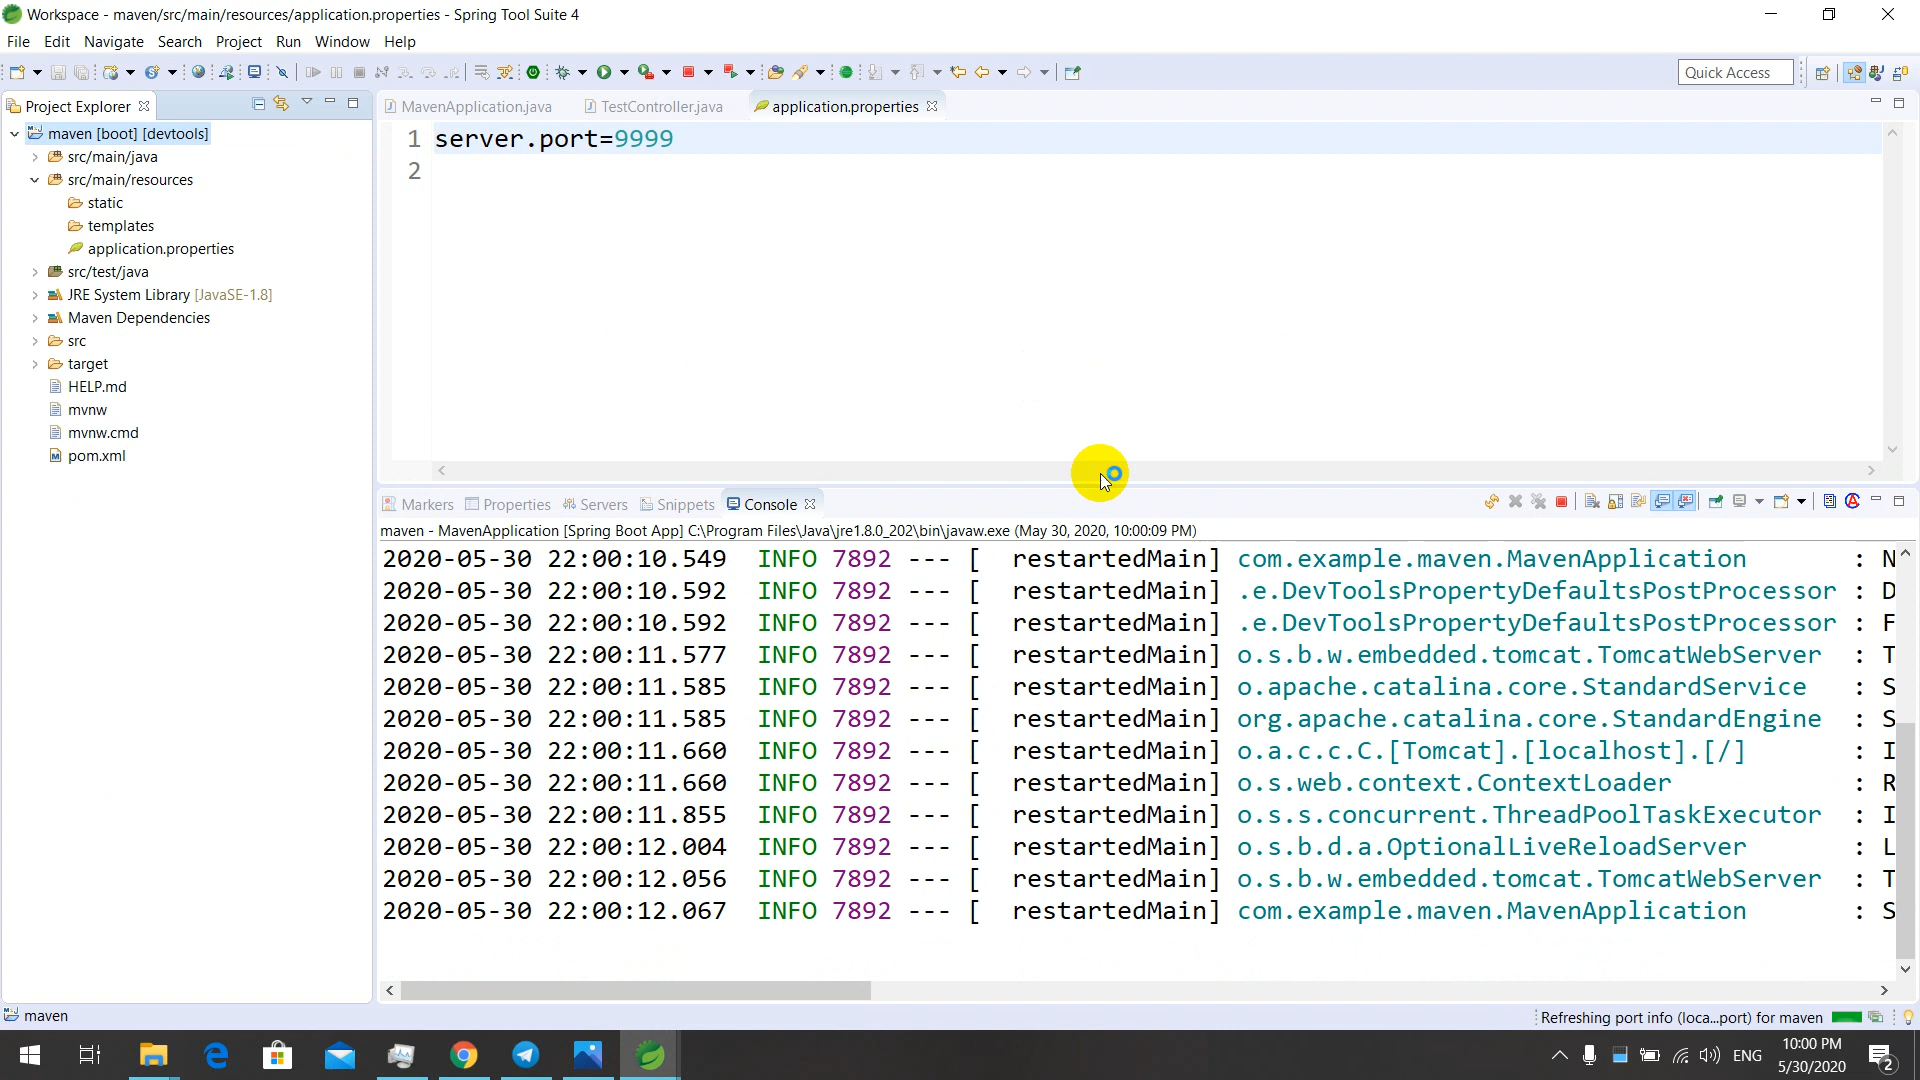 Workspace - maven/src/main/resources/application.properties - Spring Tool Suite 4
File Edit Navigate Search Project Run Window Help
Quick Access
Project Explorer
MavenApplication.java TestController.java application.properties
maven [boot] [devtools]
src/main/java
src/main/resources
static
templates
application.properties
src/test/java
JRE System Library [JavaSE-1.8]
Maven Dependencies
src
target
HELP.md
mvnw
mvnw.cmd
pom.xml
1 server.port=9999
2
Markers Properties Servers Snippets Console
maven - MavenApplication [Spring Boot App] C:\Program Files\Java\jre1.8.0_202\bin\javaw.exe (May 30, 2020, 10:00:09 PM)
2020-05-30 22:00:10.549 INFO 7892 --- [ restartedMain] com.example.maven.MavenApplication : N
2020-05-30 22:00:10.592 INFO 7892 --- [ restartedMain] .e.DevToolsPropertyDefaultsPostProcessor : D
2020-05-30 22:00:10.592 INFO 7892 --- [ restartedMain] .e.DevToolsPropertyDefaultsPostProcessor : F
2020-05-30 22:00:11.577 INFO 7892 --- [ restartedMain] o.s.b.w.embedded.tomcat.TomcatWebServer : T
2020-05-30 22:00:11.585 INFO 7892 --- [ restartedMain] o.apache.catalina.core.StandardService : S
2020-05-30 22:00:11.585 INFO 7892 --- [ restartedMain] org.apache.catalina.core.StandardEngine : S
2020-05-30 22:00:11.660 INFO 7892 --- [ restartedMain] o.a.c.c.C.[Tomcat].[localhost].[/] : I
2020-05-30 22:00:11.660 INFO 7892 --- [ restartedMain] o.s.web.context.ContextLoader : R
2020-05-30 22:00:11.855 INFO 7892 --- [ restartedMain] o.s.s.concurrent.ThreadPoolTaskExecutor : I
2020-05-30 22:00:12.004 INFO 7892 --- [ restartedMain] o.s.b.d.a.OptionalLiveReloadServer : L
2020-05-30 22:00:12.056 INFO 7892 --- [ restartedMain] o.s.b.w.embedded.tomcat.TomcatWebServer : T
2020-05-30 22:00:12.067 INFO 7892 --- [ restartedMain] com.example.maven.MavenApplication : S
maven
Refreshing port info (loca...port) for maven
ENG
10:00 PM
5/30/2020
2